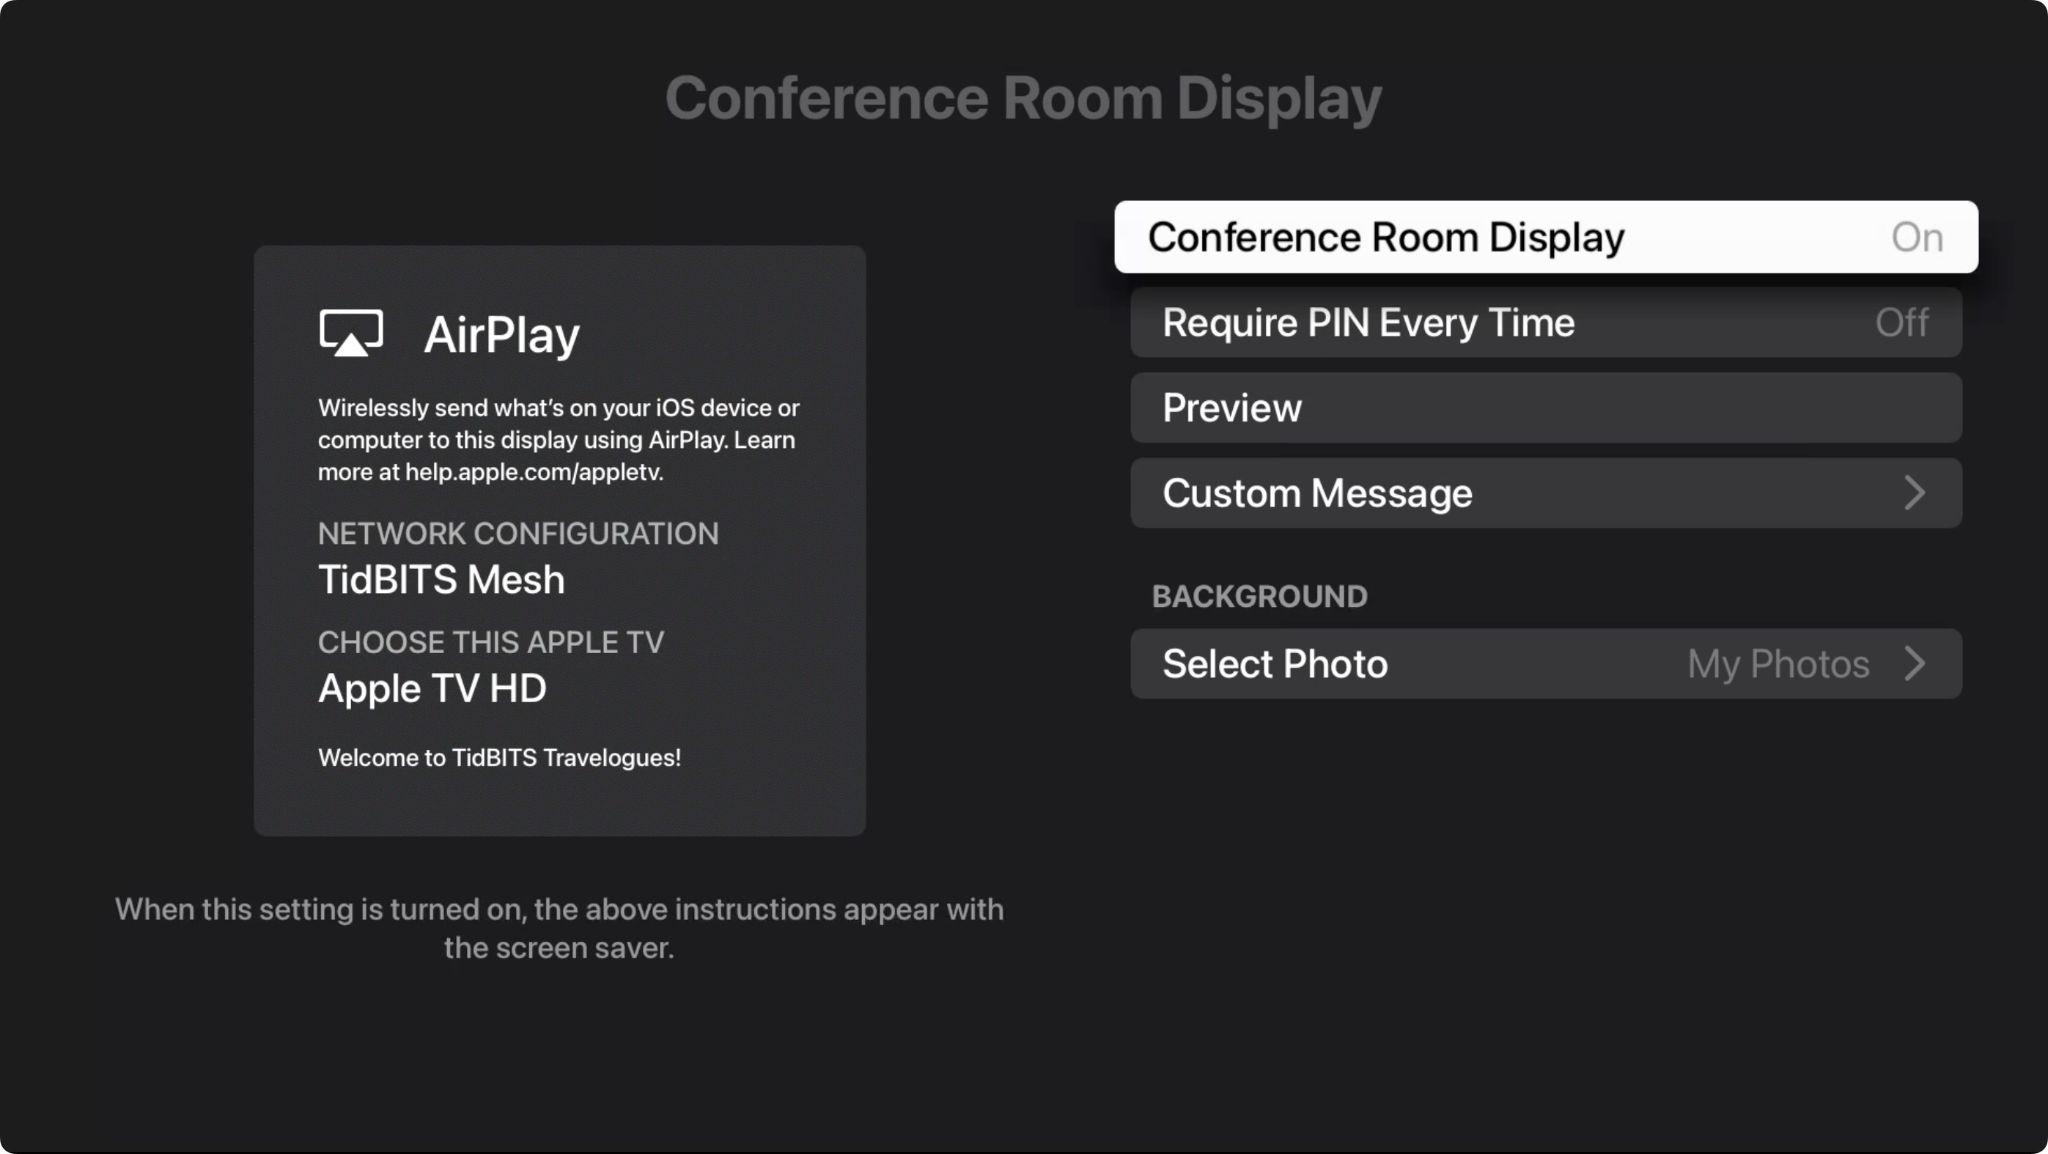 Conference Room Display
AirPlay
Wirelessly send what's on your iOS device or
computer to this display using AirPlay. Learn
more at help.apple.com/appletv.
NETWORK CONFIGURATION
TidBITS Mesh
CHOOSE THIS APPLE TV
Apple TV HD
Welcome to TidBITS Travelogues!
When this setting is turned on, the above instructions appear with
the screen saver.
Conference Room Display On
Require PIN Every Time Off
Preview
Custom Message
BACKGROUND
Select Photo My Photos